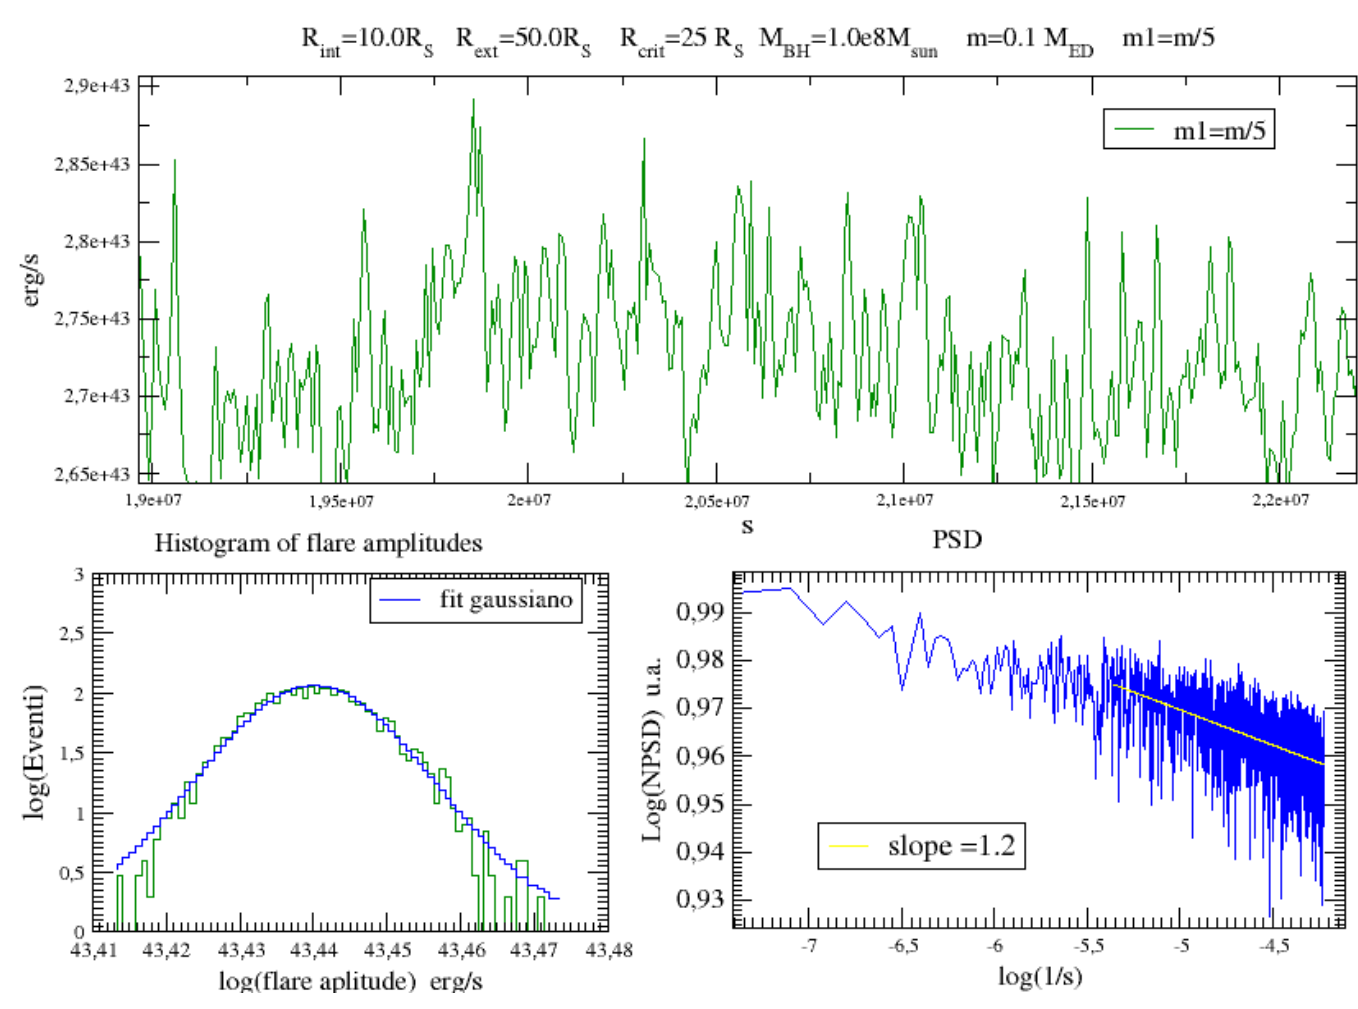 R_int=10.0R_S R_ext=50.0R_S R_crit=25 R_S M_BH=1.0e8M_sun m=0.1 M_ED m1=m/5
2,9e+43
m1=m/5
2,85e+43
2,8e+43
erg/s
2,75e+43
2,7e+43
2,65e+43
1,9e+07 1,95e+07 2e+07 2,05e+07 2,1e+07 2,15e+07 2,2e+07
s
Histogram of flare amplitudes
3
fit gaussiano
2,5
2
log(Eventi)
1,5
1
0,5
0
43,41 43,42 43,43 43,44 43,45 43,46 43,47 43,48
log(flare aplitude) erg/s
PSD
0,99
0,98
0,97
Log(NPSD) u.a.
0,96
0,95
slope =1.2
0,94
0,93
-7 -6,5 -6 -5,5 -5 -4,5
log(1/s)